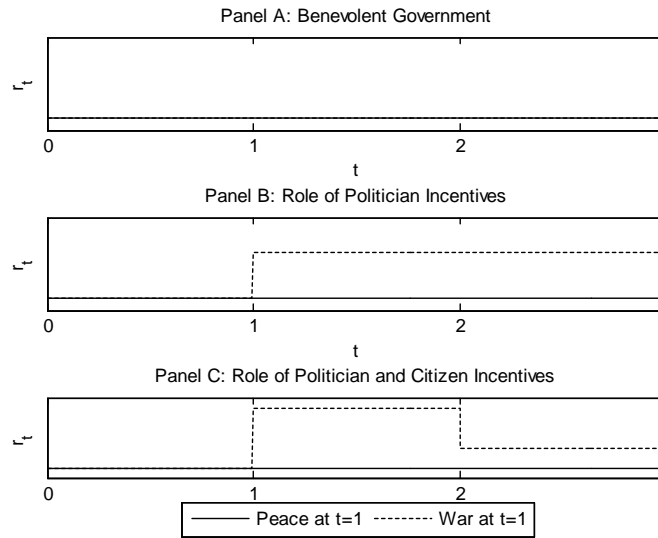 Panel A: Benevolent Government
r_t
0 1 2
t
Panel B: Role of Politician Incentives
r_t
0 1 2
t
Panel C: Role of Politician and Citizen Incentives
r_t
0 1 2
Peace at t=1 War at t=1